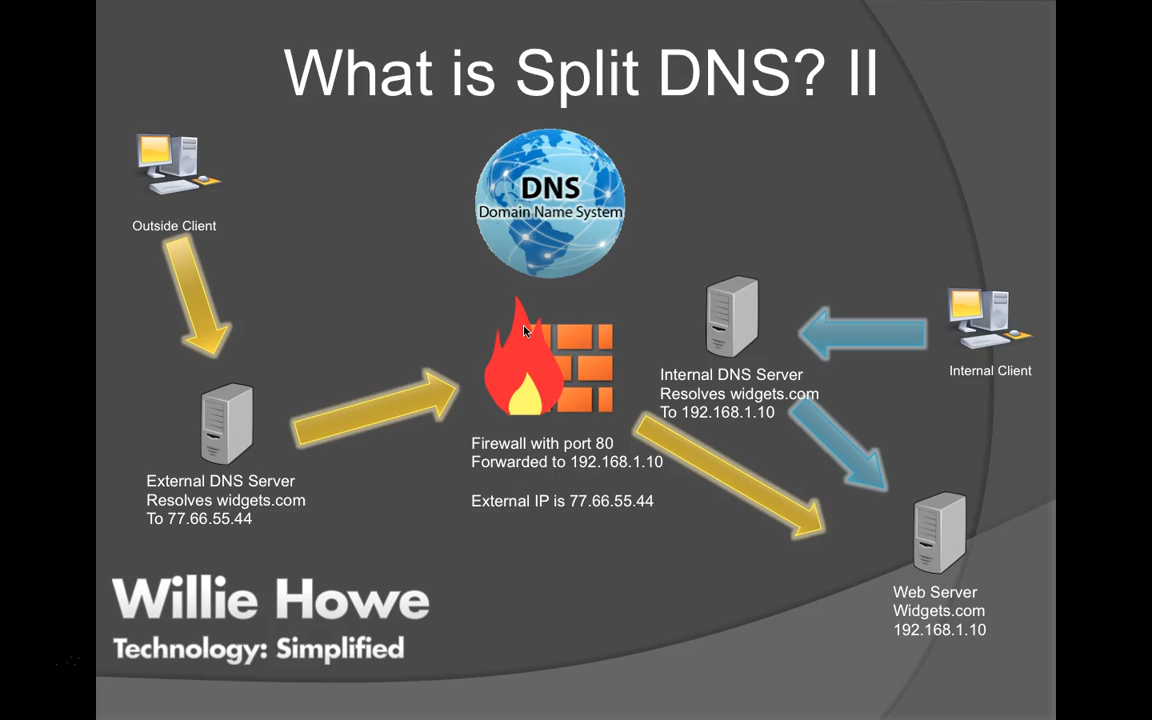 What is Split DNS? II
DNS
Domain Name System
Outside Client
Internal DNS Server
Resolves widgets.com
To 192.168.1.10
Internal Client
Firewall with port 80
Forwarded to 192.168.1.10
External IP is 77.66.55.44
External DNS Server
Resolves widgets.com
To 77.66.55.44
Web Server
Widgets.com
192.168.1.10
Willie Howe
Technology: Simplified